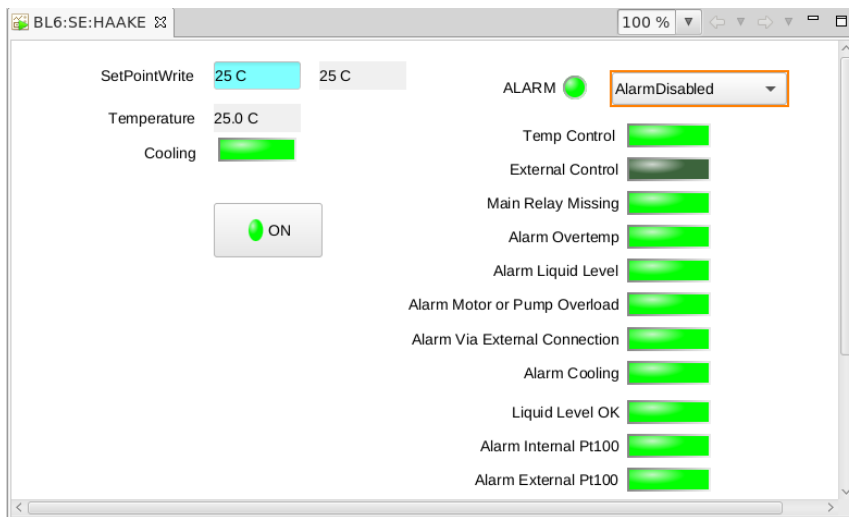 BL6:SE:HAAKE
100 %
SetPointWrite 25 C 25 C
ALARM AlarmDisabled
Temperature 25.0 C
Cooling
ON
Temp Control
External Control
Main Relay Missing
Alarm Overtemp
Alarm Liquid Level
Alarm Motor or Pump Overload
Alarm Via External Connection
Alarm Cooling
Liquid Level OK
Alarm Internal Pt100
Alarm External Pt100